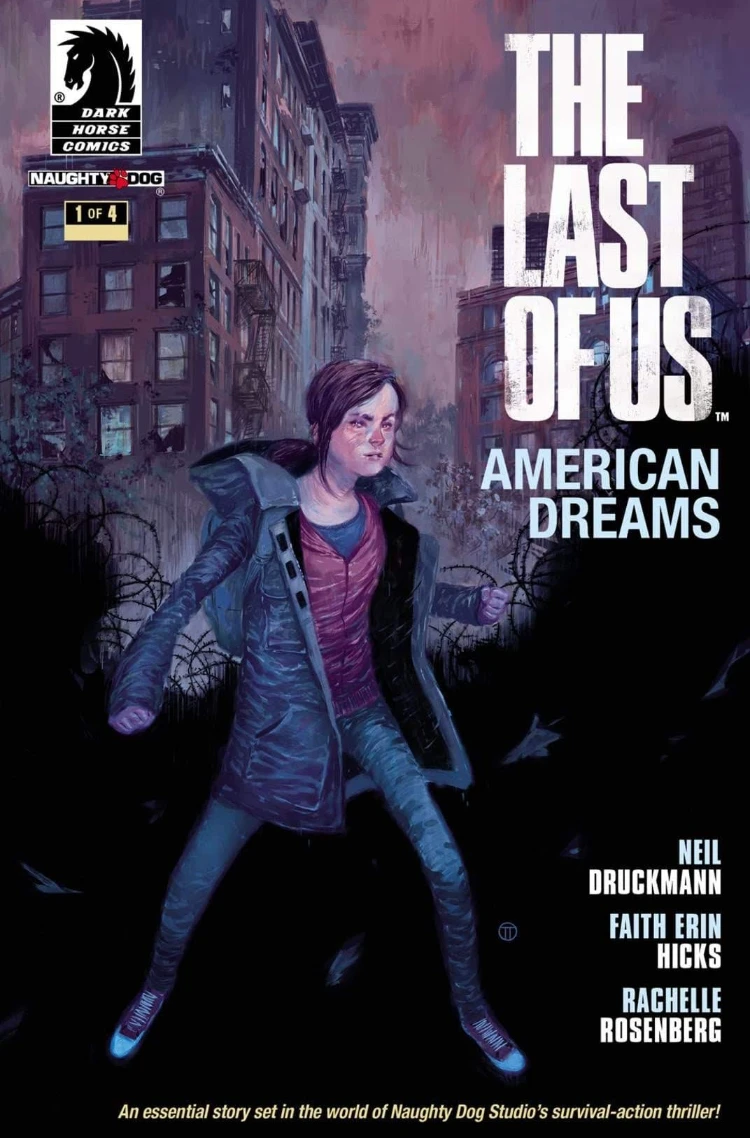 DARK
HORSE
COMICS
®
NAUGHTY DOG
®
1 OF 4
THE
LAST
OF US
™
AMERICAN
DREAMS
NEIL
DRUCKMANN
FAITH ERIN
HICKS
RACHELLE
ROSENBERG
An essential story set in the world of Naughty Dog Studio's survival-action thriller!